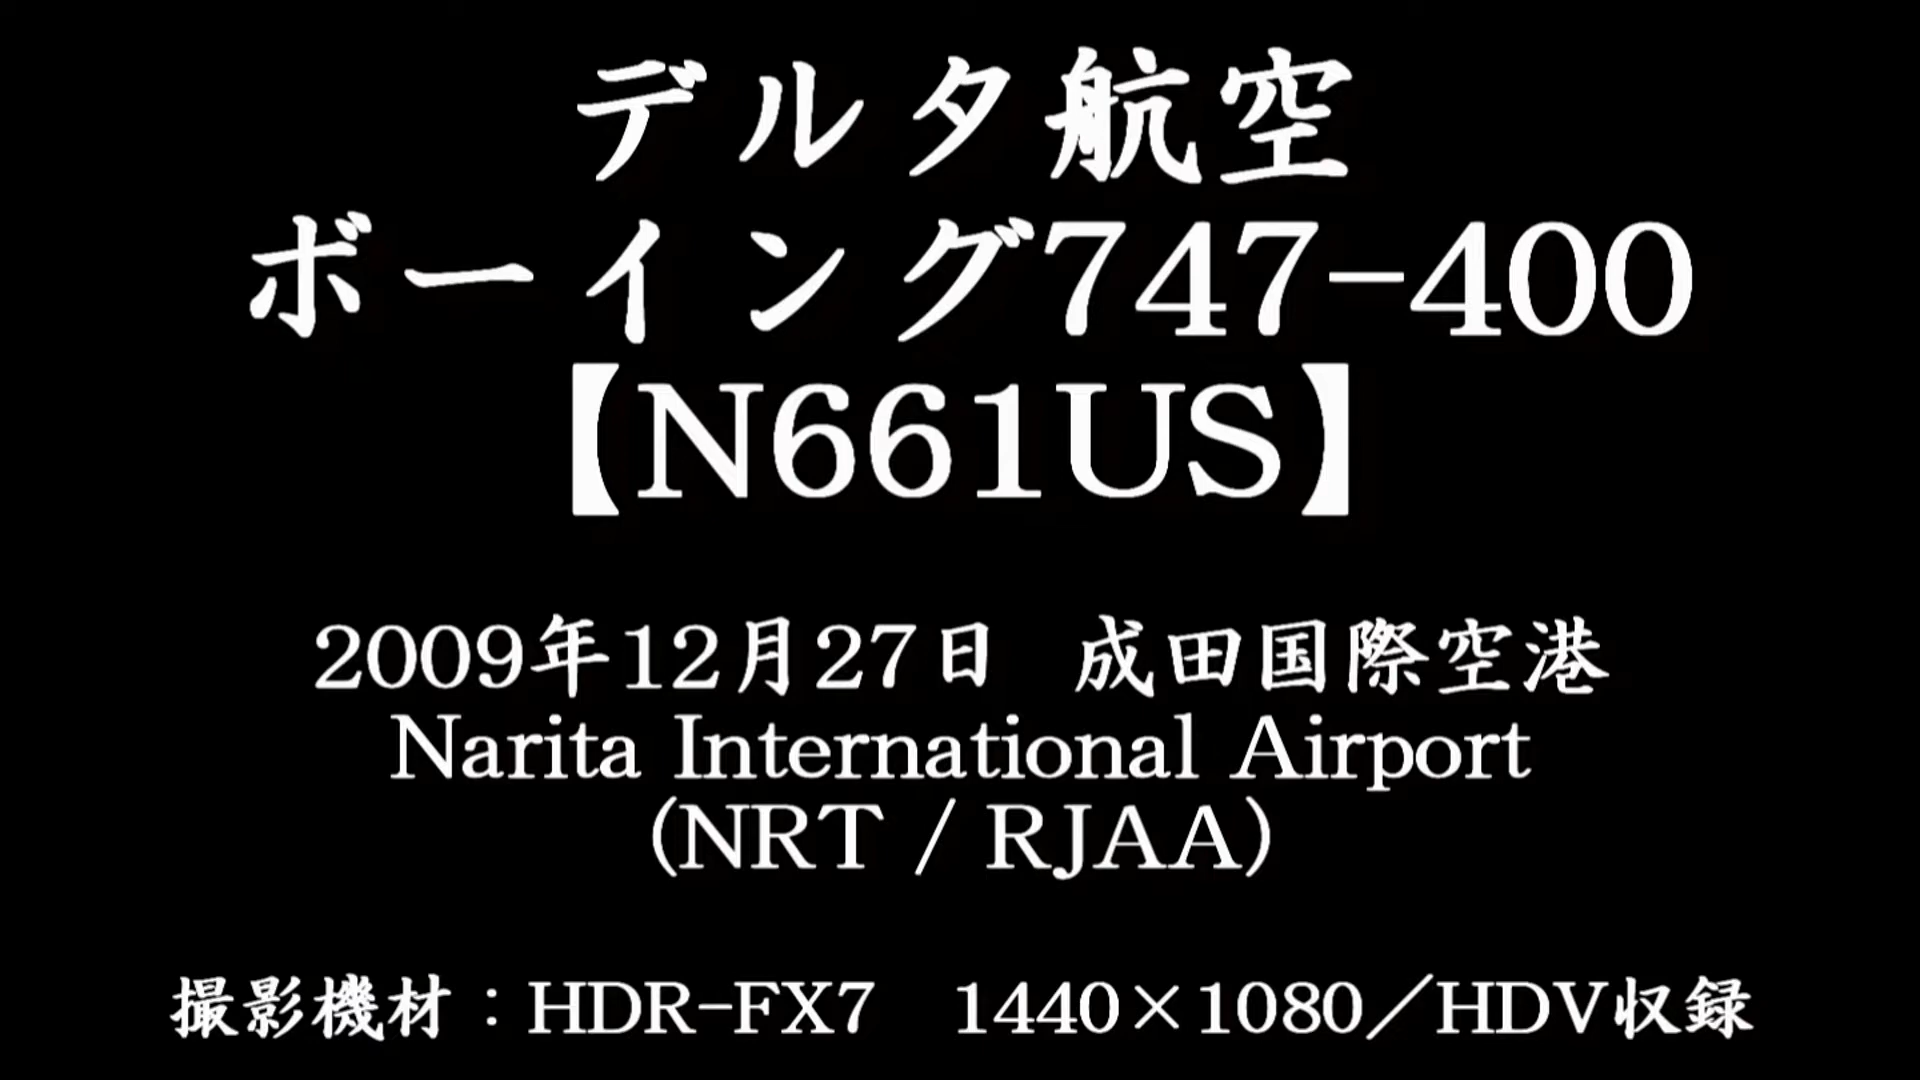 デルタ航空
ボーイング747-400
【N661US】
2009年12月27日　成田国際空港
Narita International Airport
(NRT / RJAA)
撮影機材：HDR-FX7　1440×1080／HDV収録